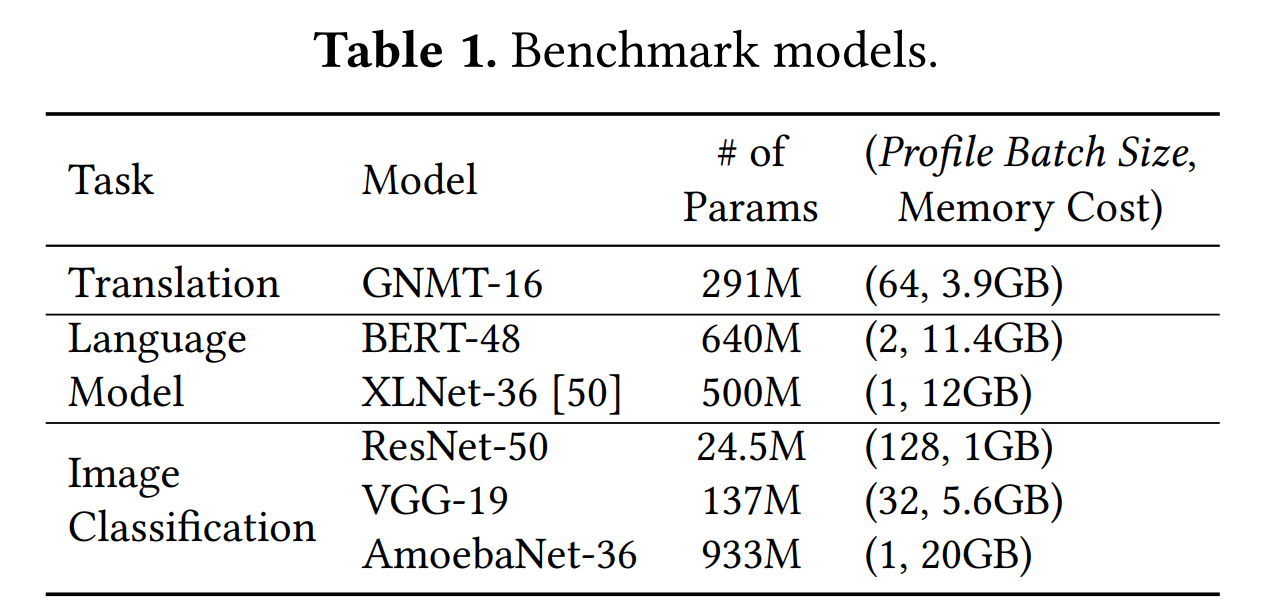 Table 1. Benchmark models.
Task Model # of Params (Profile Batch Size, Memory Cost)
Translation GNMT-16 291M (64, 3.9GB)
Language Model BERT-48 640M (2, 11.4GB)
XLNet-36 [50] 500M (1, 12GB)
Image Classification ResNet-50 24.5M (128, 1GB)
VGG-19 137M (32, 5.6GB)
AmoebaNet-36 933M (1, 20GB)